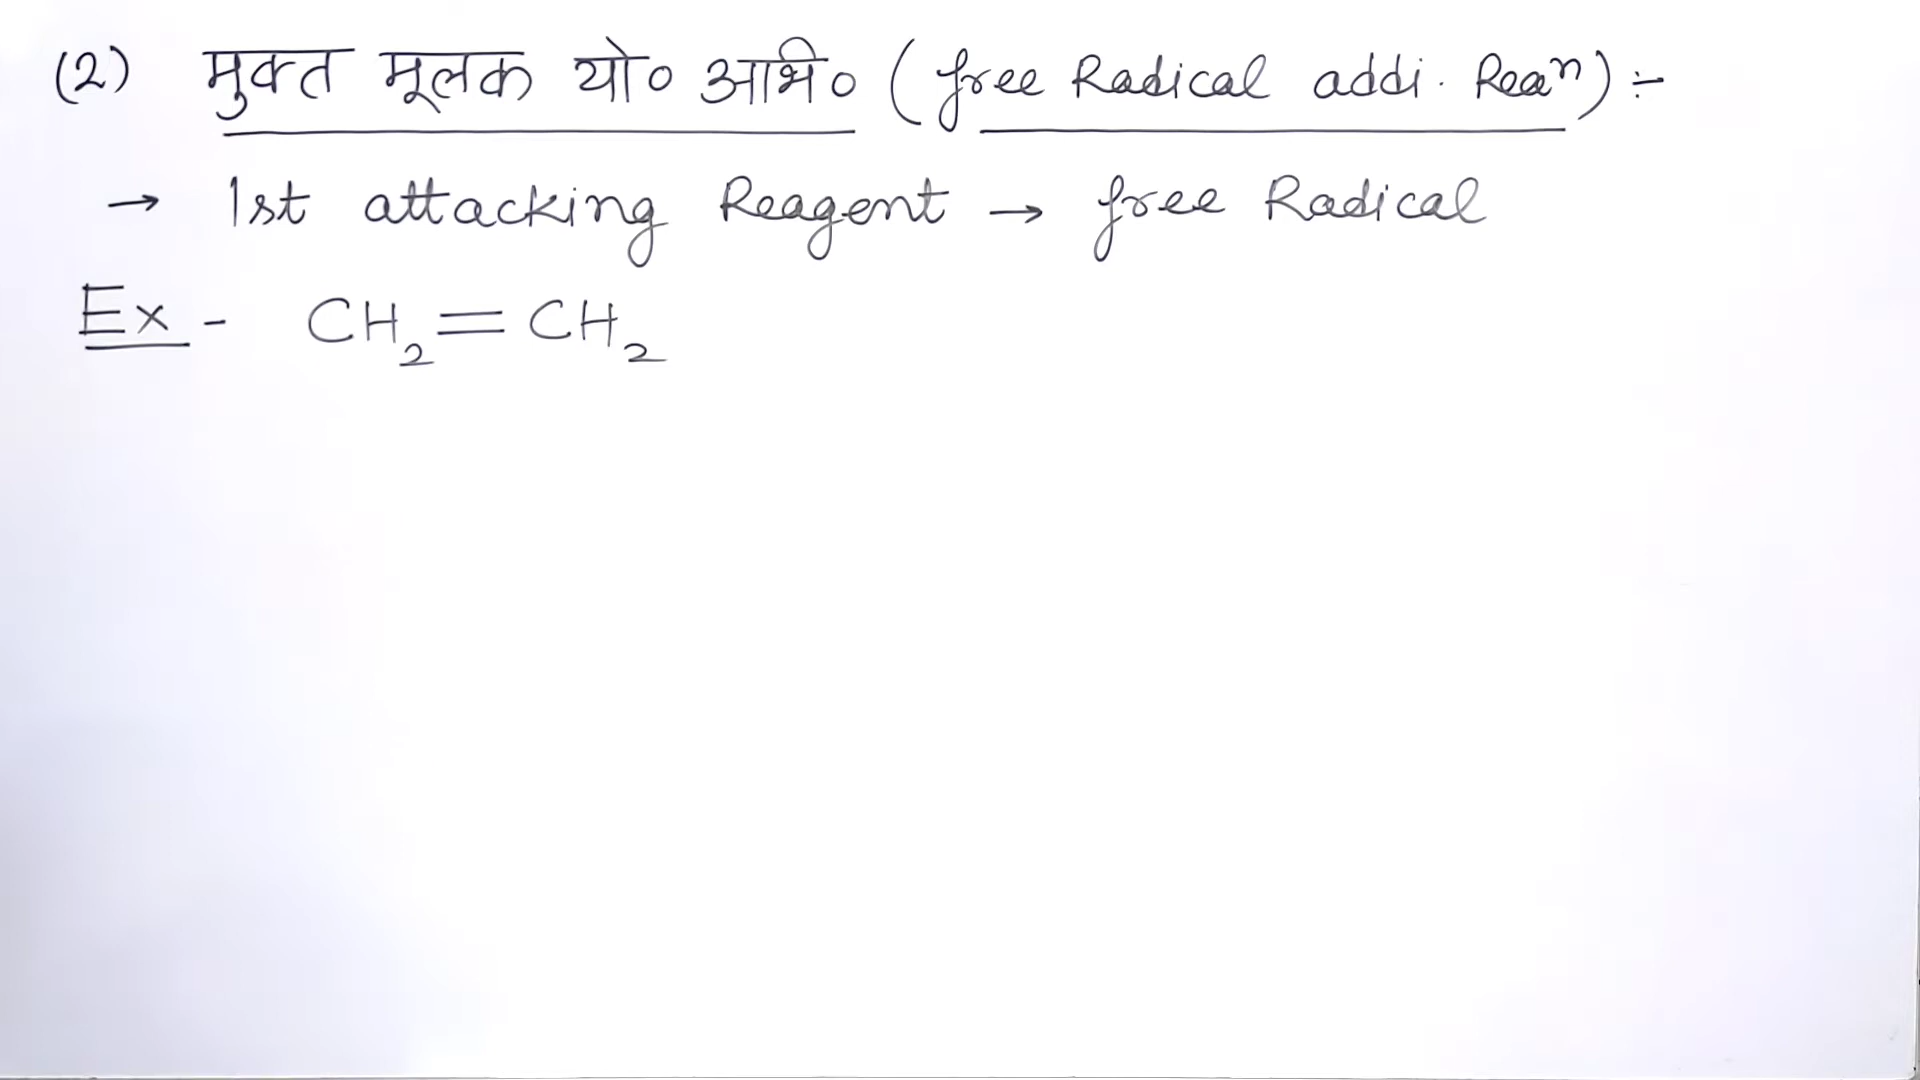 (2) मुक्त मूलक यो० अभि० (free Radical addi. Reaⁿ) :-
→ 1st attacking Reagent → free Radical
Ex - CH₂=CH₂